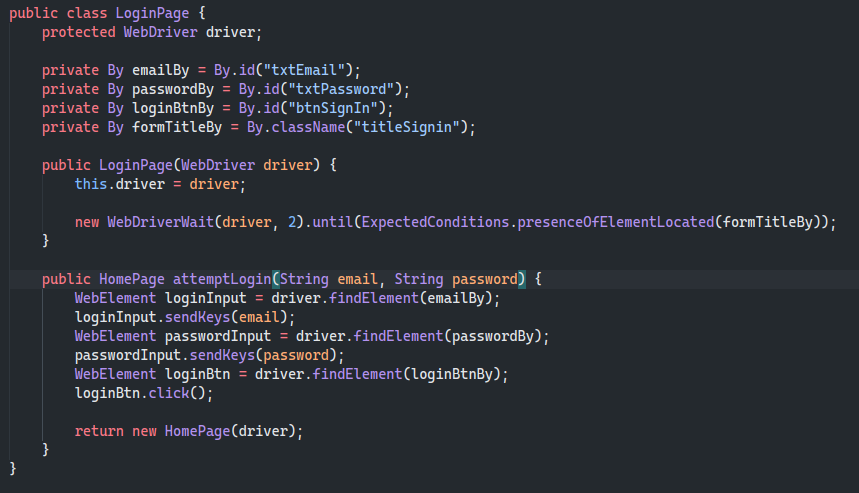 public class LoginPage {
    protected WebDriver driver;

    private By emailBy = By.id("txtEmail");
    private By passwordBy = By.id("txtPassword");
    private By loginBtnBy = By.id("btnSignIn");
    private By formTitleBy = By.className("titleSignin");

    public LoginPage(WebDriver driver) {
        this.driver = driver;

        new WebDriverWait(driver, 2).until(ExpectedConditions.presenceOfElementLocated(formTitleBy));
    }

    public HomePage attemptLogin(String email, String password) {
        WebElement loginInput = driver.findElement(emailBy);
        loginInput.sendKeys(email);
        WebElement passwordInput = driver.findElement(passwordBy);
        passwordInput.sendKeys(password);
        WebElement loginBtn = driver.findElement(loginBtnBy);
        loginBtn.click();

        return new HomePage(driver);
    }
}